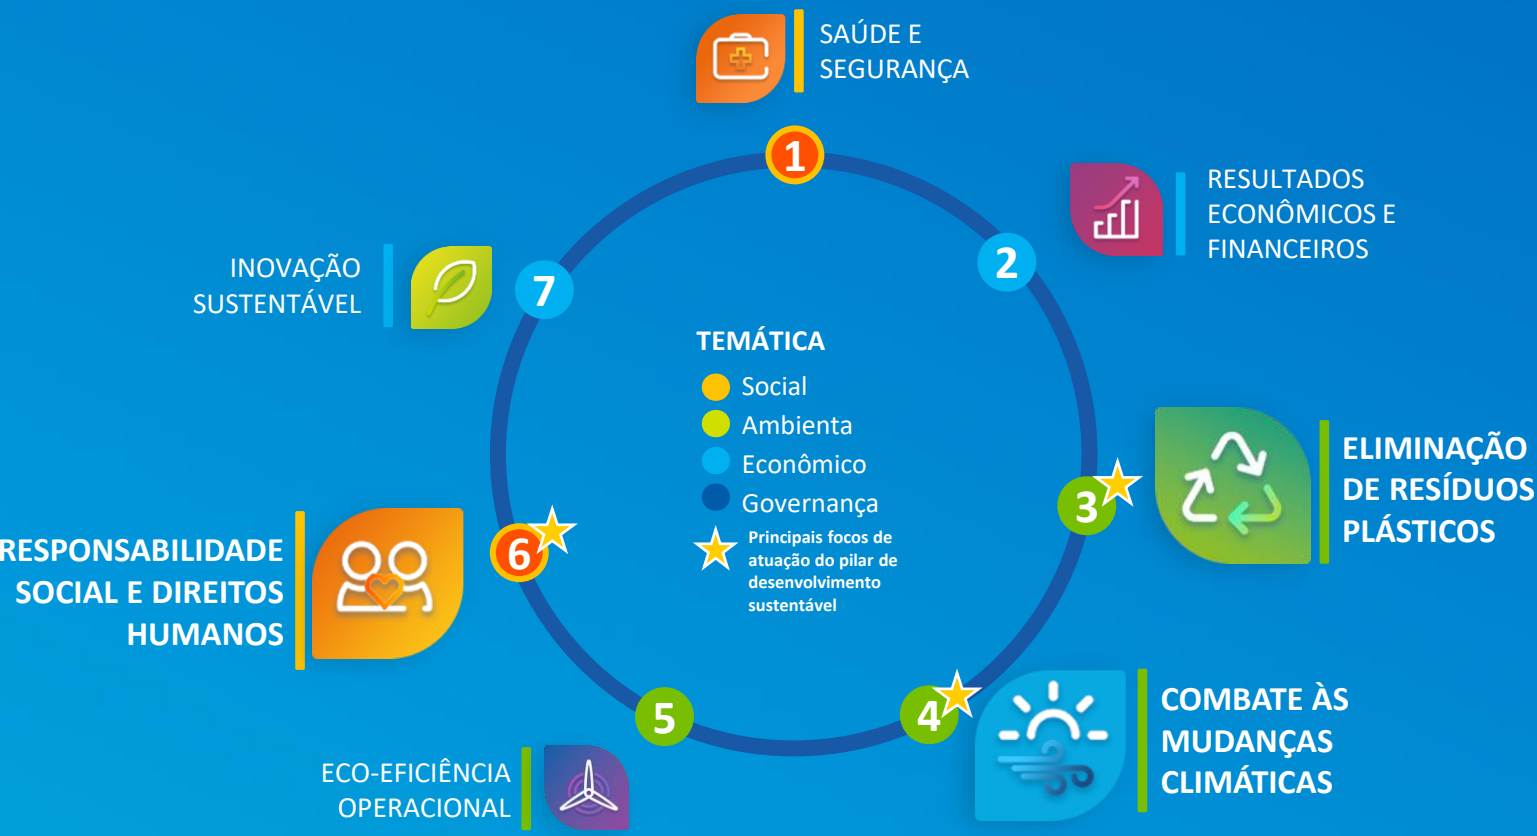 SAÚDE E
SEGURANÇA
1
RESULTADOS
ECONÔMICOS E
FINANCEIROS
2
INOVAÇÃO
SUSTENTÁVEL
7
TEMÁTICA
Social
Ambienta
Econômico
Governança
Principais focos de
atuação do pilar de
desenvolvimento
sustentável
3
ELIMINAÇÃO
DE RESÍDUOS
PLÁSTICOS
6
RESPONSABILIDADE
SOCIAL E DIREITOS
HUMANOS
4
COMBATE ÀS
MUDANÇAS
CLIMÁTICAS
5
ECO-EFICIÊNCIA
OPERACIONAL